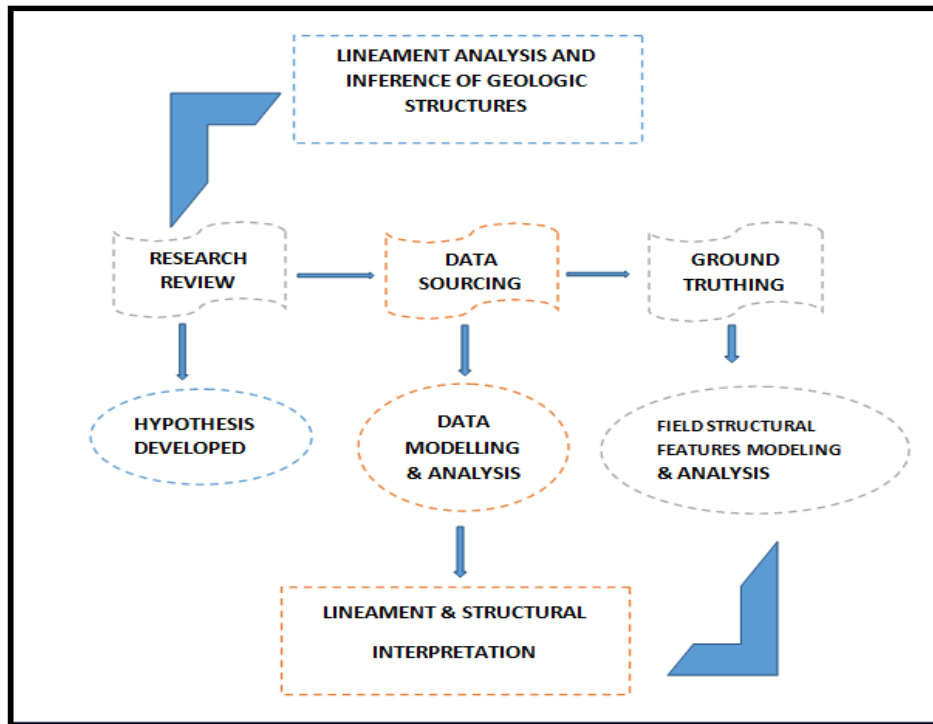 LINEAMENT ANALYSIS AND
INFERENCE OF GEOLOGIC
STRUCTURES
RESEARCH
REVIEW
DATA
SOURCING
GROUND
TRUTHING
HYPOTHESIS
DEVELOPED
DATA
MODELLING
& ANALYSIS
FIELD STRUCTURAL
FEATURES MODELING
& ANALYSIS
LINEAMENT & STRUCTURAL
INTERPRETATION